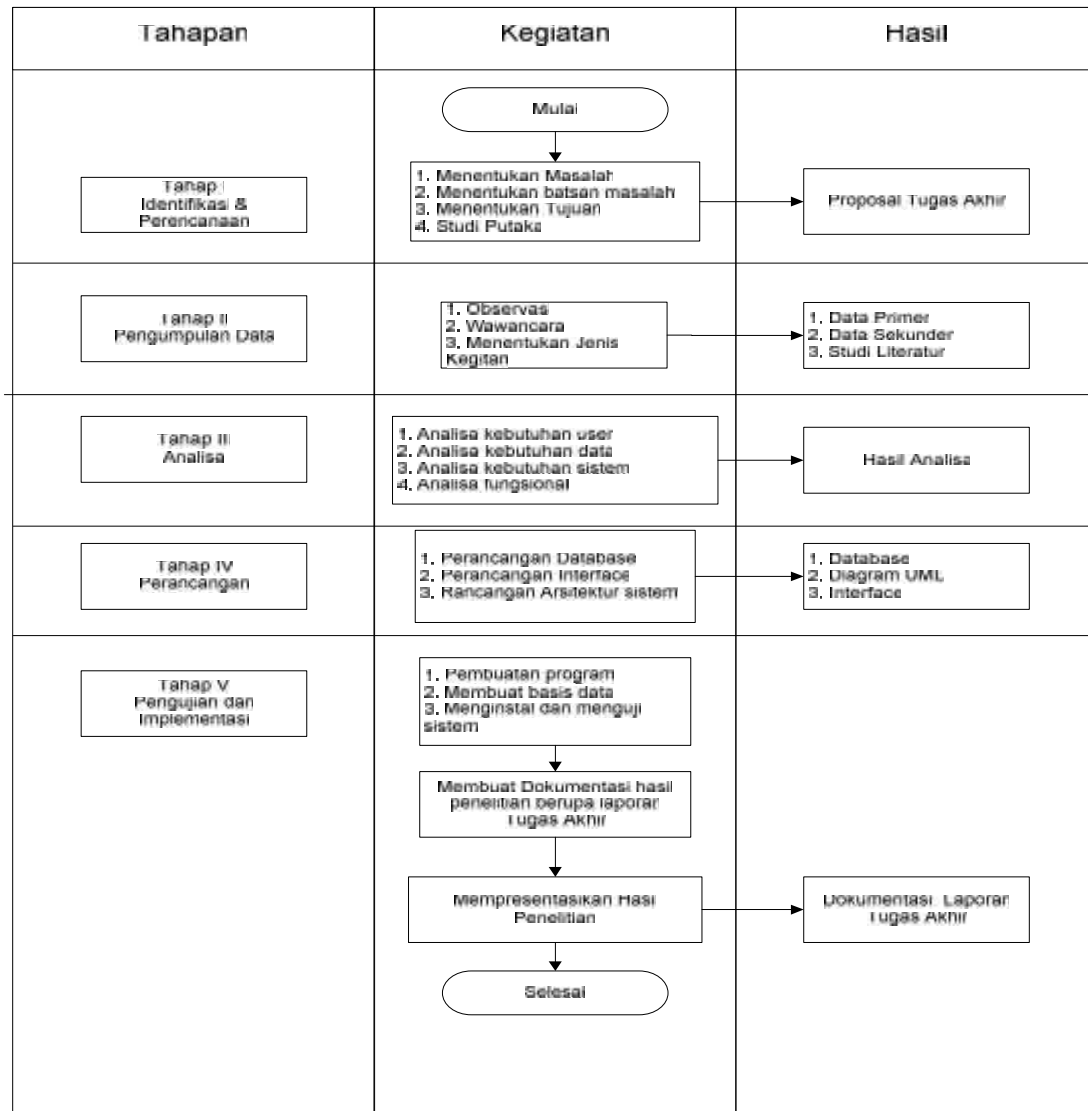 Tahapan
Kegiatan
Hasil
Mulai
Tahap I
Identifikasi &
Perencanaan
1. Menentukan Masalah
2. Menentukan batsan masalah
3. Menentukan Tujuan
4. Studi Putaka
Proposal Tugas Akhir
Tahap II
Pengumpulan Data
1. Observas
2. Wawancara
3. Menentukan Jenis
Kegitan
1. Data Primer
2. Data Sekunder
3. Studi Literatur
Tahap III
Analisa
1. Analisa kebutuhan user
2. Analisa kebutuhan data
3. Analisa kebutuhan sistem
4. Analisa fungsional
Hasil Analisa
Tahap IV
Perancangan
1. Perancangan Database
2. Perancangan Interface
3. Rancangan Arsitektur sistem
1. Database
2. Diagram UML
3. Interface
Tahap V
Pengujian dan
Implementasi
1. Pembuatan program
2. Membuat basis data
3. Menginstal dan menguji
sistem
Membuat Dokumentasi hasil
penelitian berupa laporan
Tugas Akhir
Mempresentasikan Hasi
Penelitian
Dokumentasi Laporan
Tugas Akhir
Selesai